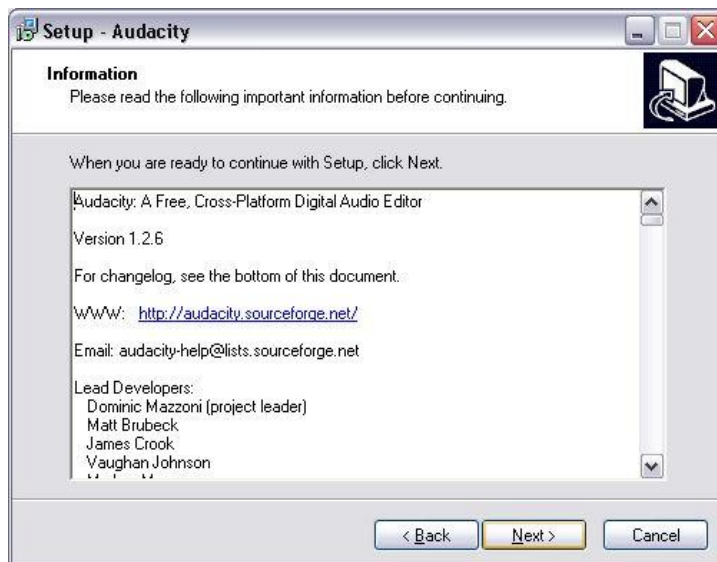 Setup - Audacity
Information
Please read the following important information before continuing.
When you are ready to continue with Setup, click Next.
Audacity: A Free, Cross-Platform Digital Audio Editor
Version 1.2.6
For changelog, see the bottom of this document.
WWW: http://audacity.sourceforge.net/
Email: audacity-help@lists.sourceforge.net
Lead Developers:
Dominic Mazzoni (project leader)
Matt Brubeck
James Crook
Vaughan Johnson
< Back Next > Cancel